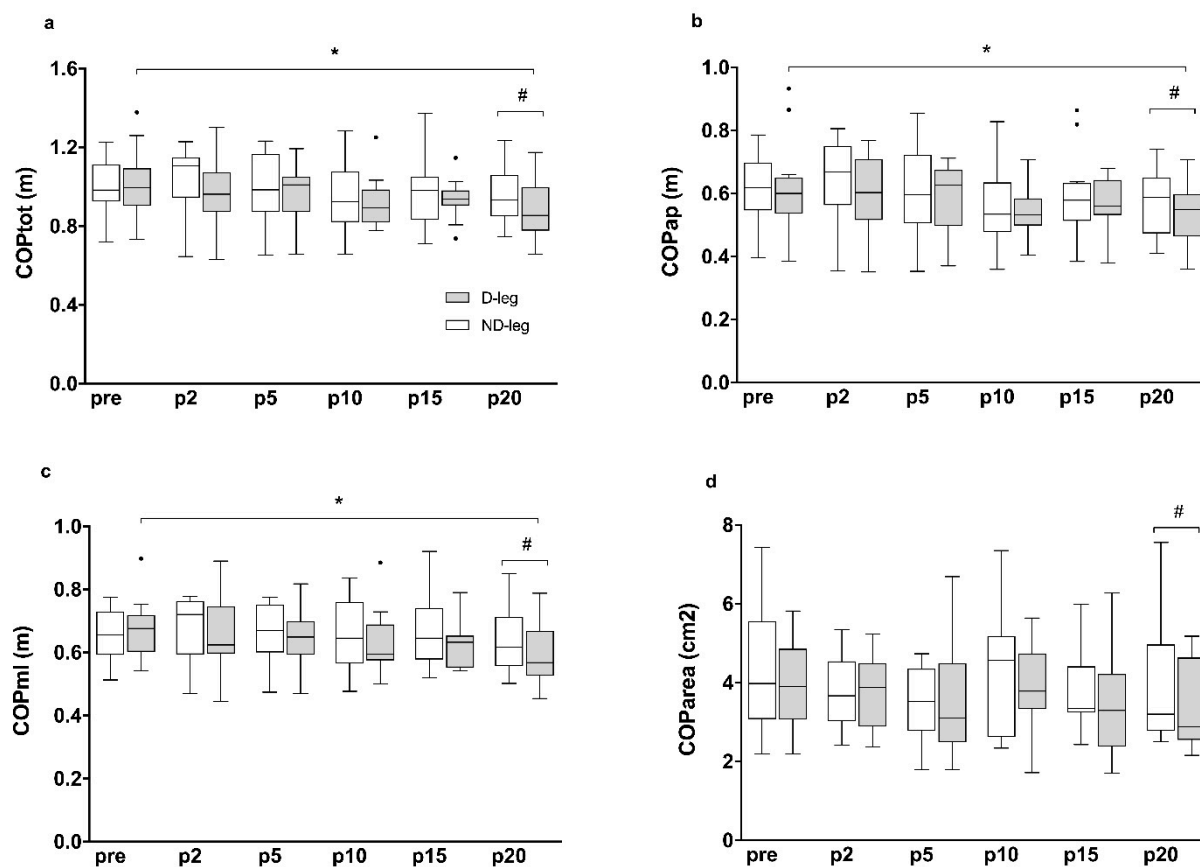 a
*
#
COPtot (m)
1.6
1.2
0.8
0.4
0.0
D-leg
ND-leg
pre p2 p5 p10 p15 p20
b
*
#
COPap (m)
1.0
0.8
0.6
0.4
0.2
0.0
pre p2 p5 p10 p15 p20
c
*
#
COPml (m)
1.0
0.8
0.6
0.4
0.2
0.0
pre p2 p5 p10 p15 p20
d
#
COParea (cm2)
8
6
4
2
0
pre p2 p5 p10 p15 p20